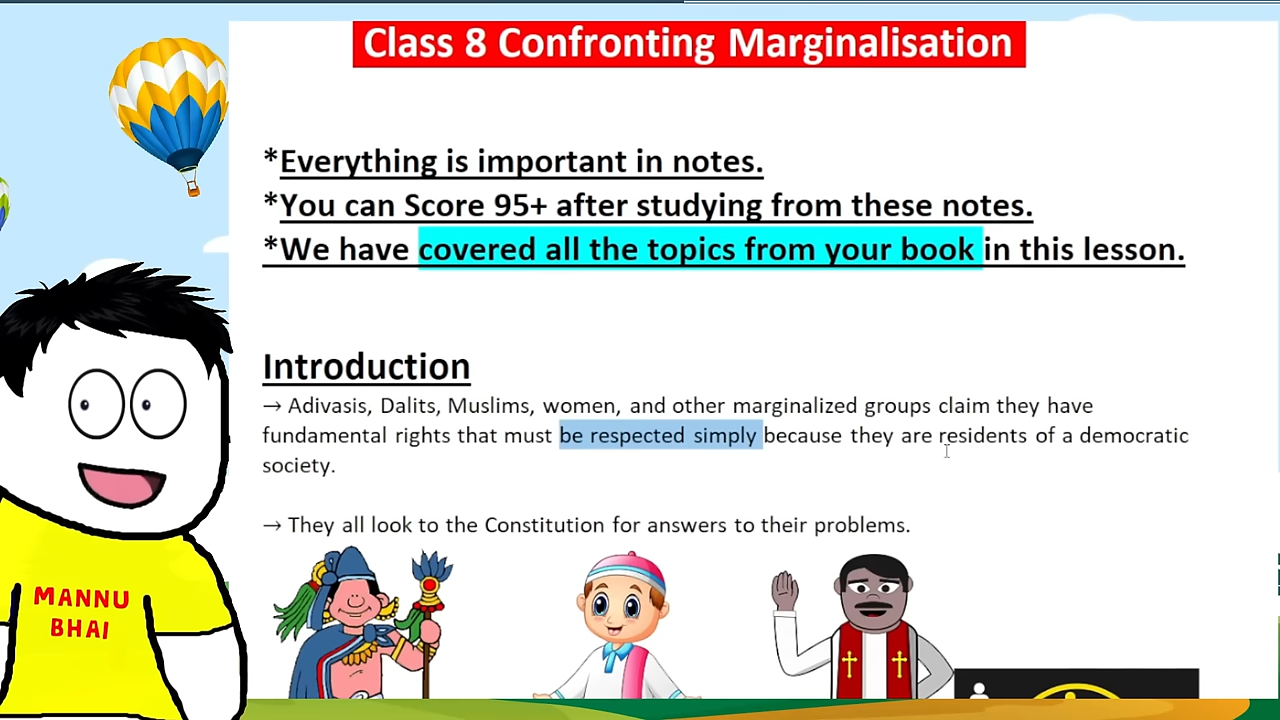 Class 8 Confronting Marginalisation
*Everything is important in notes.
*You can Score 95+ after studying from these notes.
*We have covered all the topics from your book in this lesson.
Introduction
→ Adivasis, Dalits, Muslims, women, and other marginalized groups claim they have
fundamental rights that must be respected simply because they are residents of a democratic
society.
→ They all look to the Constitution for answers to their problems.
MANNU
BHAI